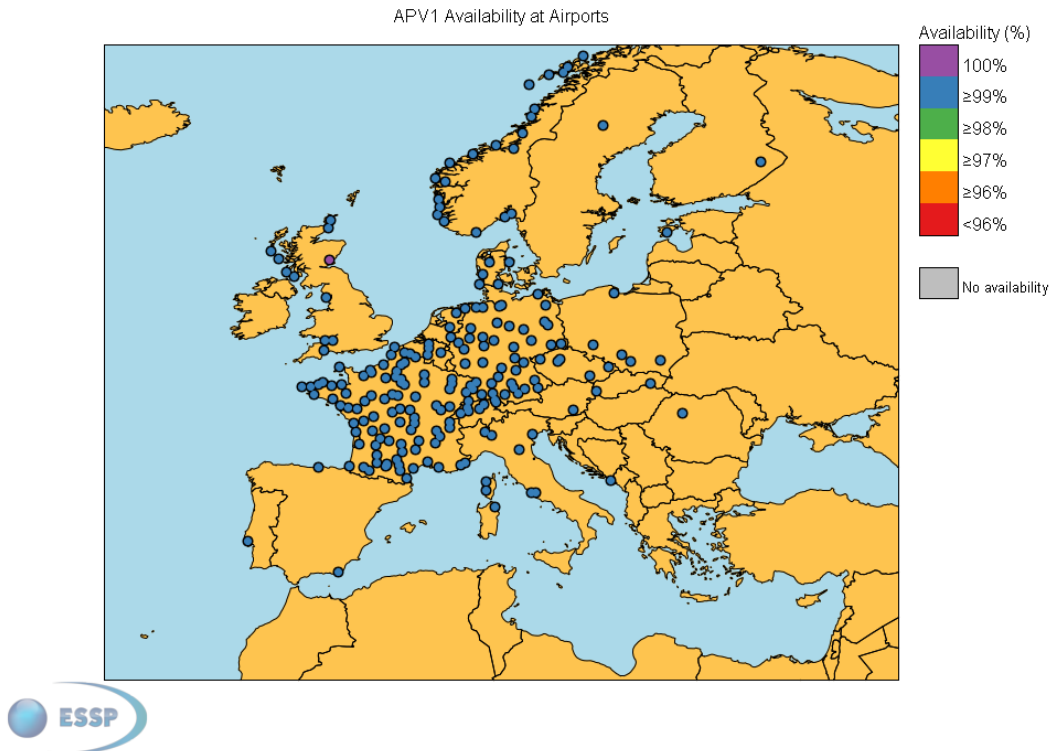 APV1 Availability at Airports
Availability (%)
100%
≥99%
≥98%
≥97%
≥96%
<96%
No availability
ESSP